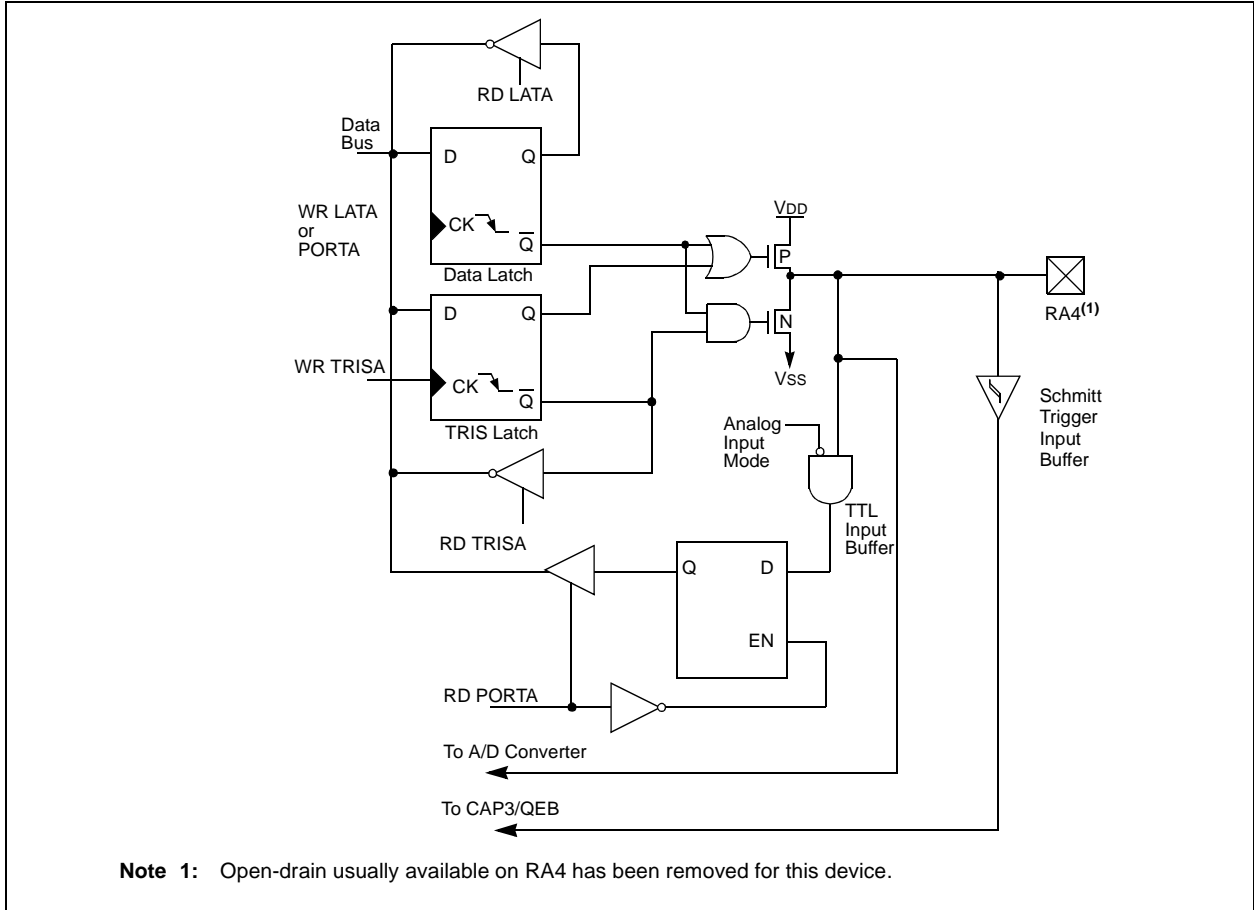 RD LATA
Data
Bus
D
Q
WR LATA
or
PORTA
CK
Q̅
Data Latch
VDD
P
D
Q
N
RA4(1)
WR TRISA
CK
Q̅
VSS
TRIS Latch
Analog
Input
Mode
Schmitt
Trigger
Input
Buffer
TTL
Input
Buffer
RD TRISA
Q
D
EN
RD PORTA
To A/D Converter
To CAP3/QEB
Note 1: Open-drain usually available on RA4 has been removed for this device.